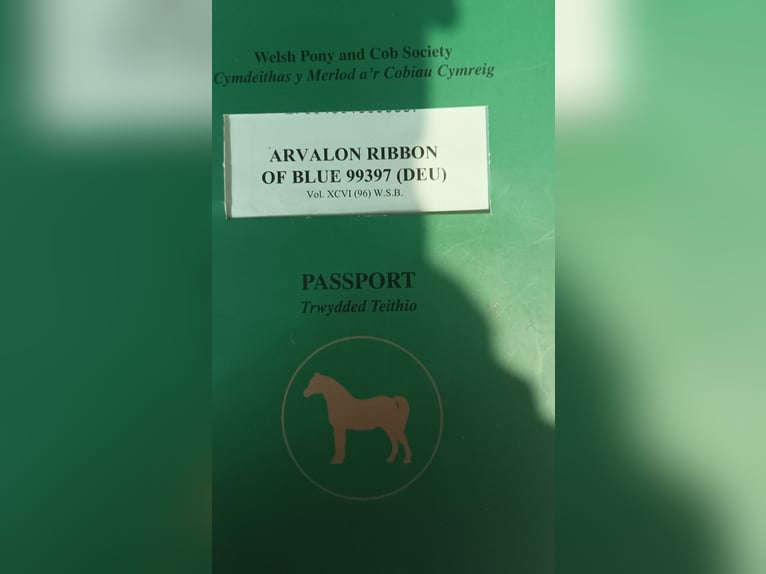 Welsh Pony and Cob Society
Cymdeithas y Merlod a'r Cobiau Cymreig
ARVALON RIBBON
OF BLUE 99397 (DEU)
Vol. XCVI (96) W.S.B.
PASSPORT
Trwydded Teithio